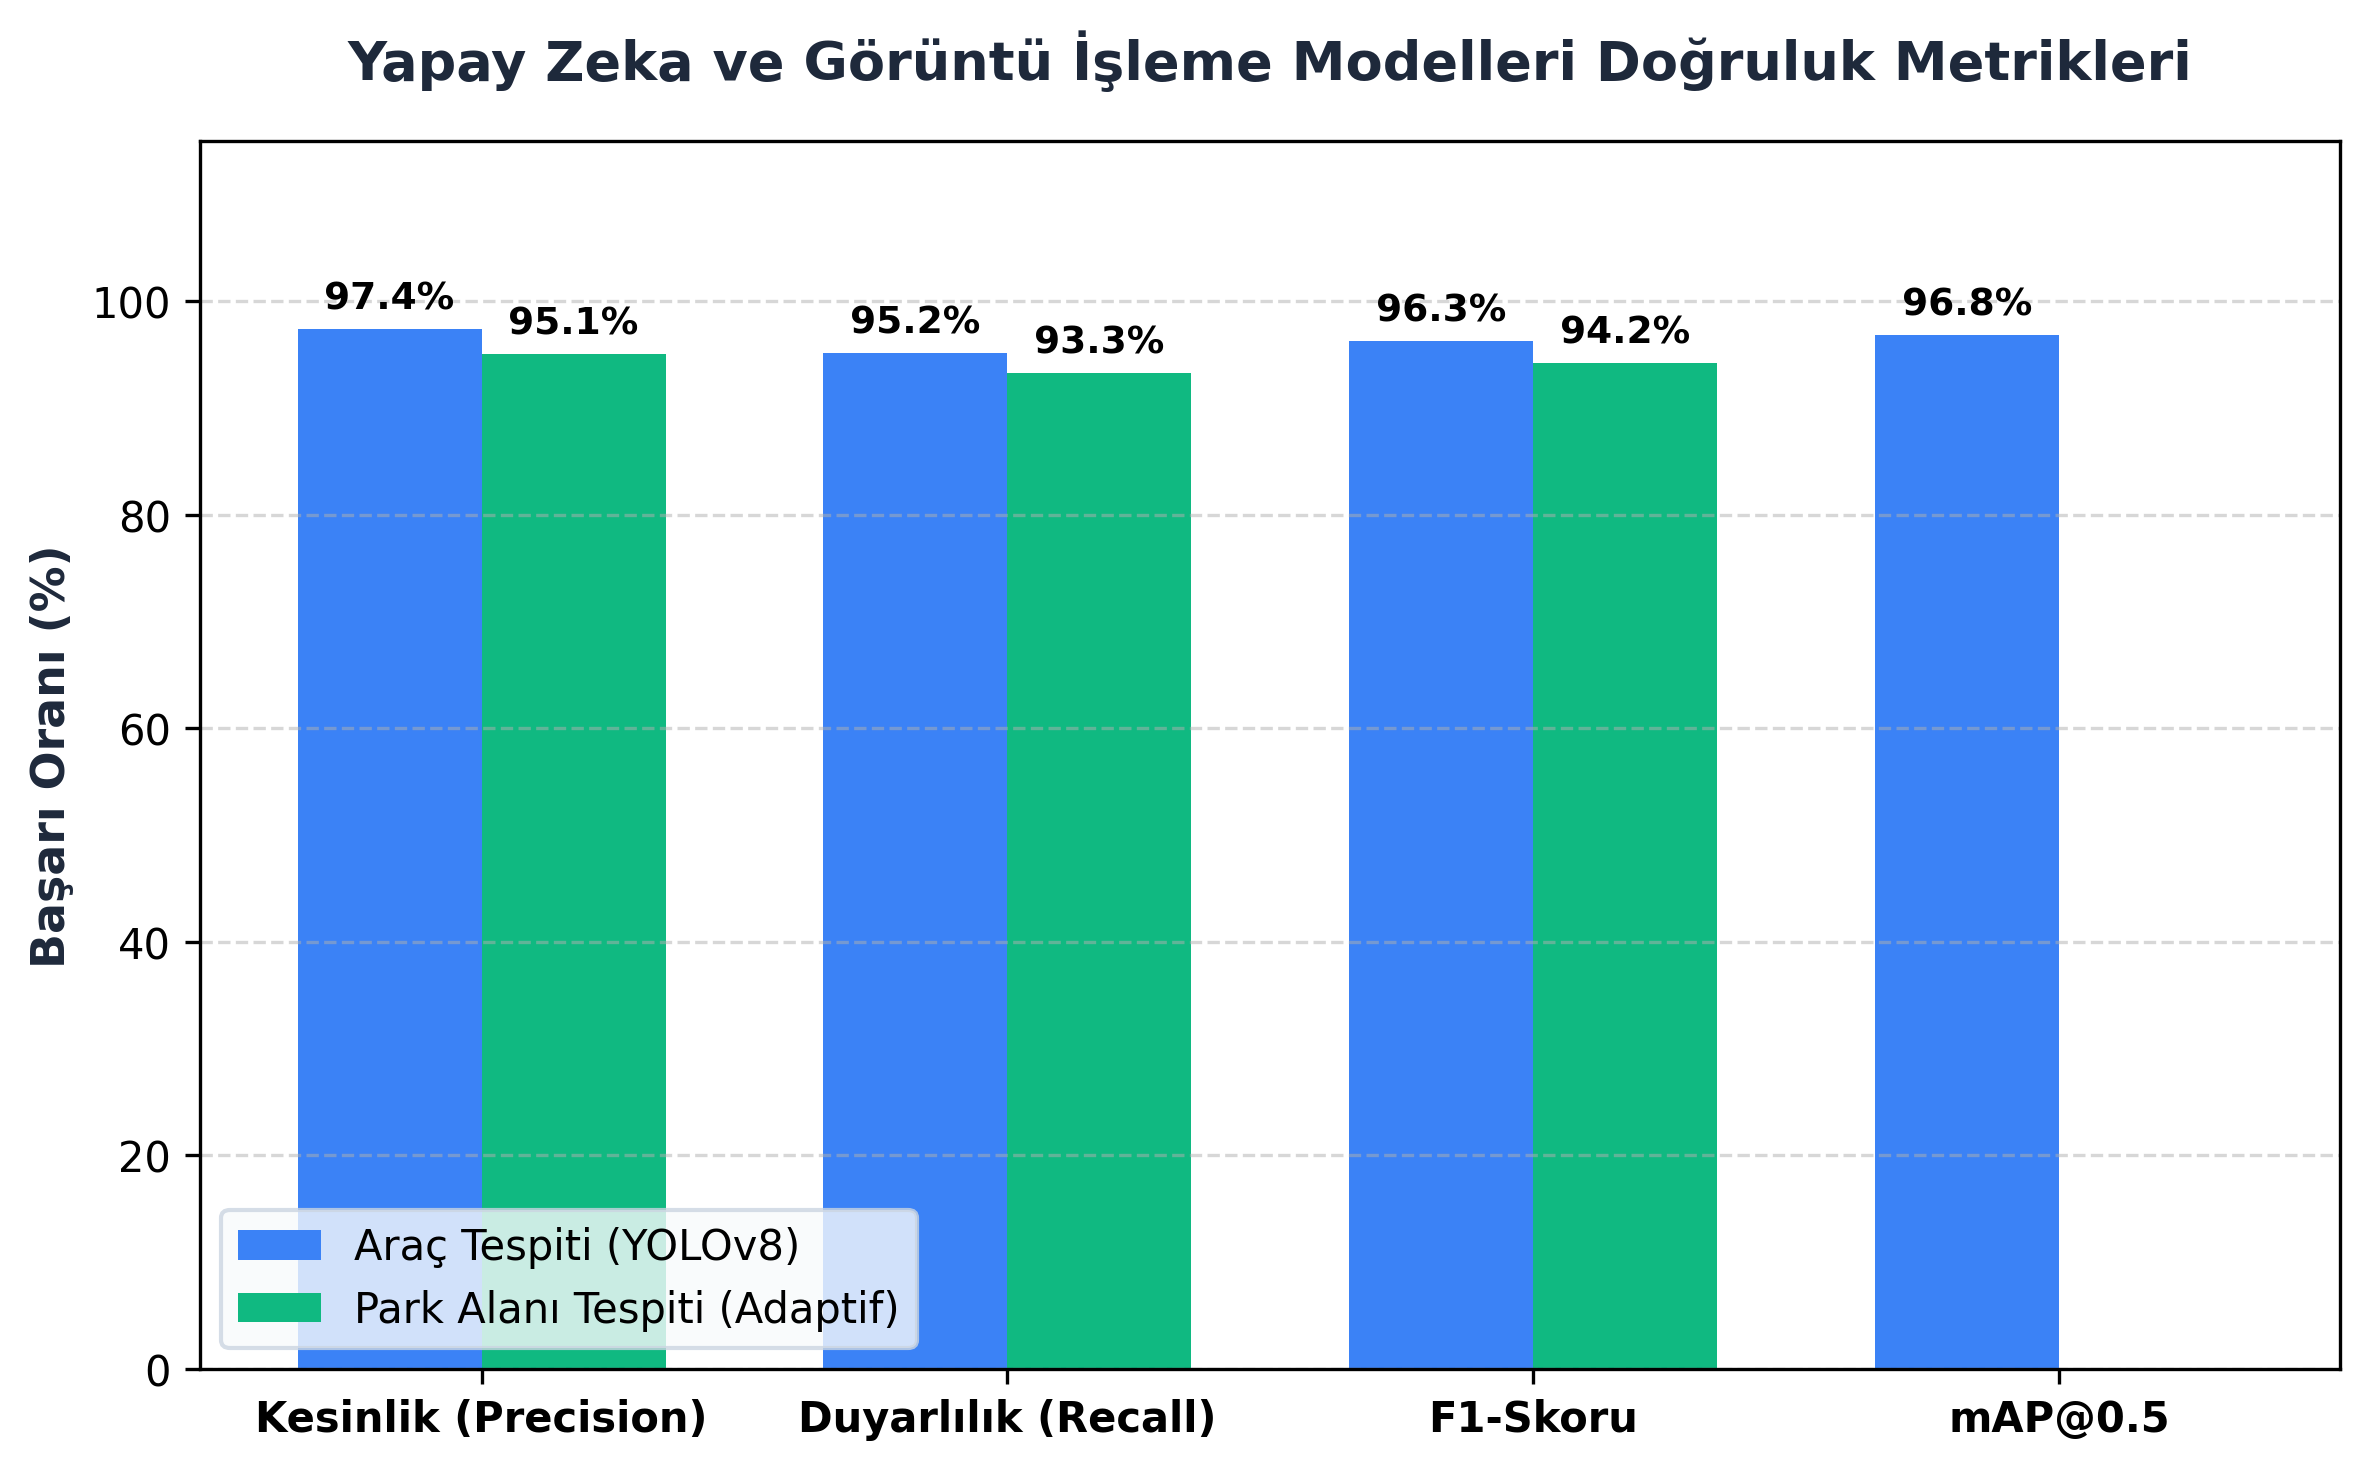 Yapay Zeka ve Görüntü İşleme Modelleri Doğruluk Metrikleri
Başarı Oranı (%)
100
80
60
40
20
0
97.4%
95.1%
95.2%
93.3%
96.3%
94.2%
96.8%
Araç Tespiti (YOLOv8)
Park Alanı Tespiti (Adaptif)
Kesinlik (Precision)
Duyarlılık (Recall)
F1-Skoru
mAP@0.5